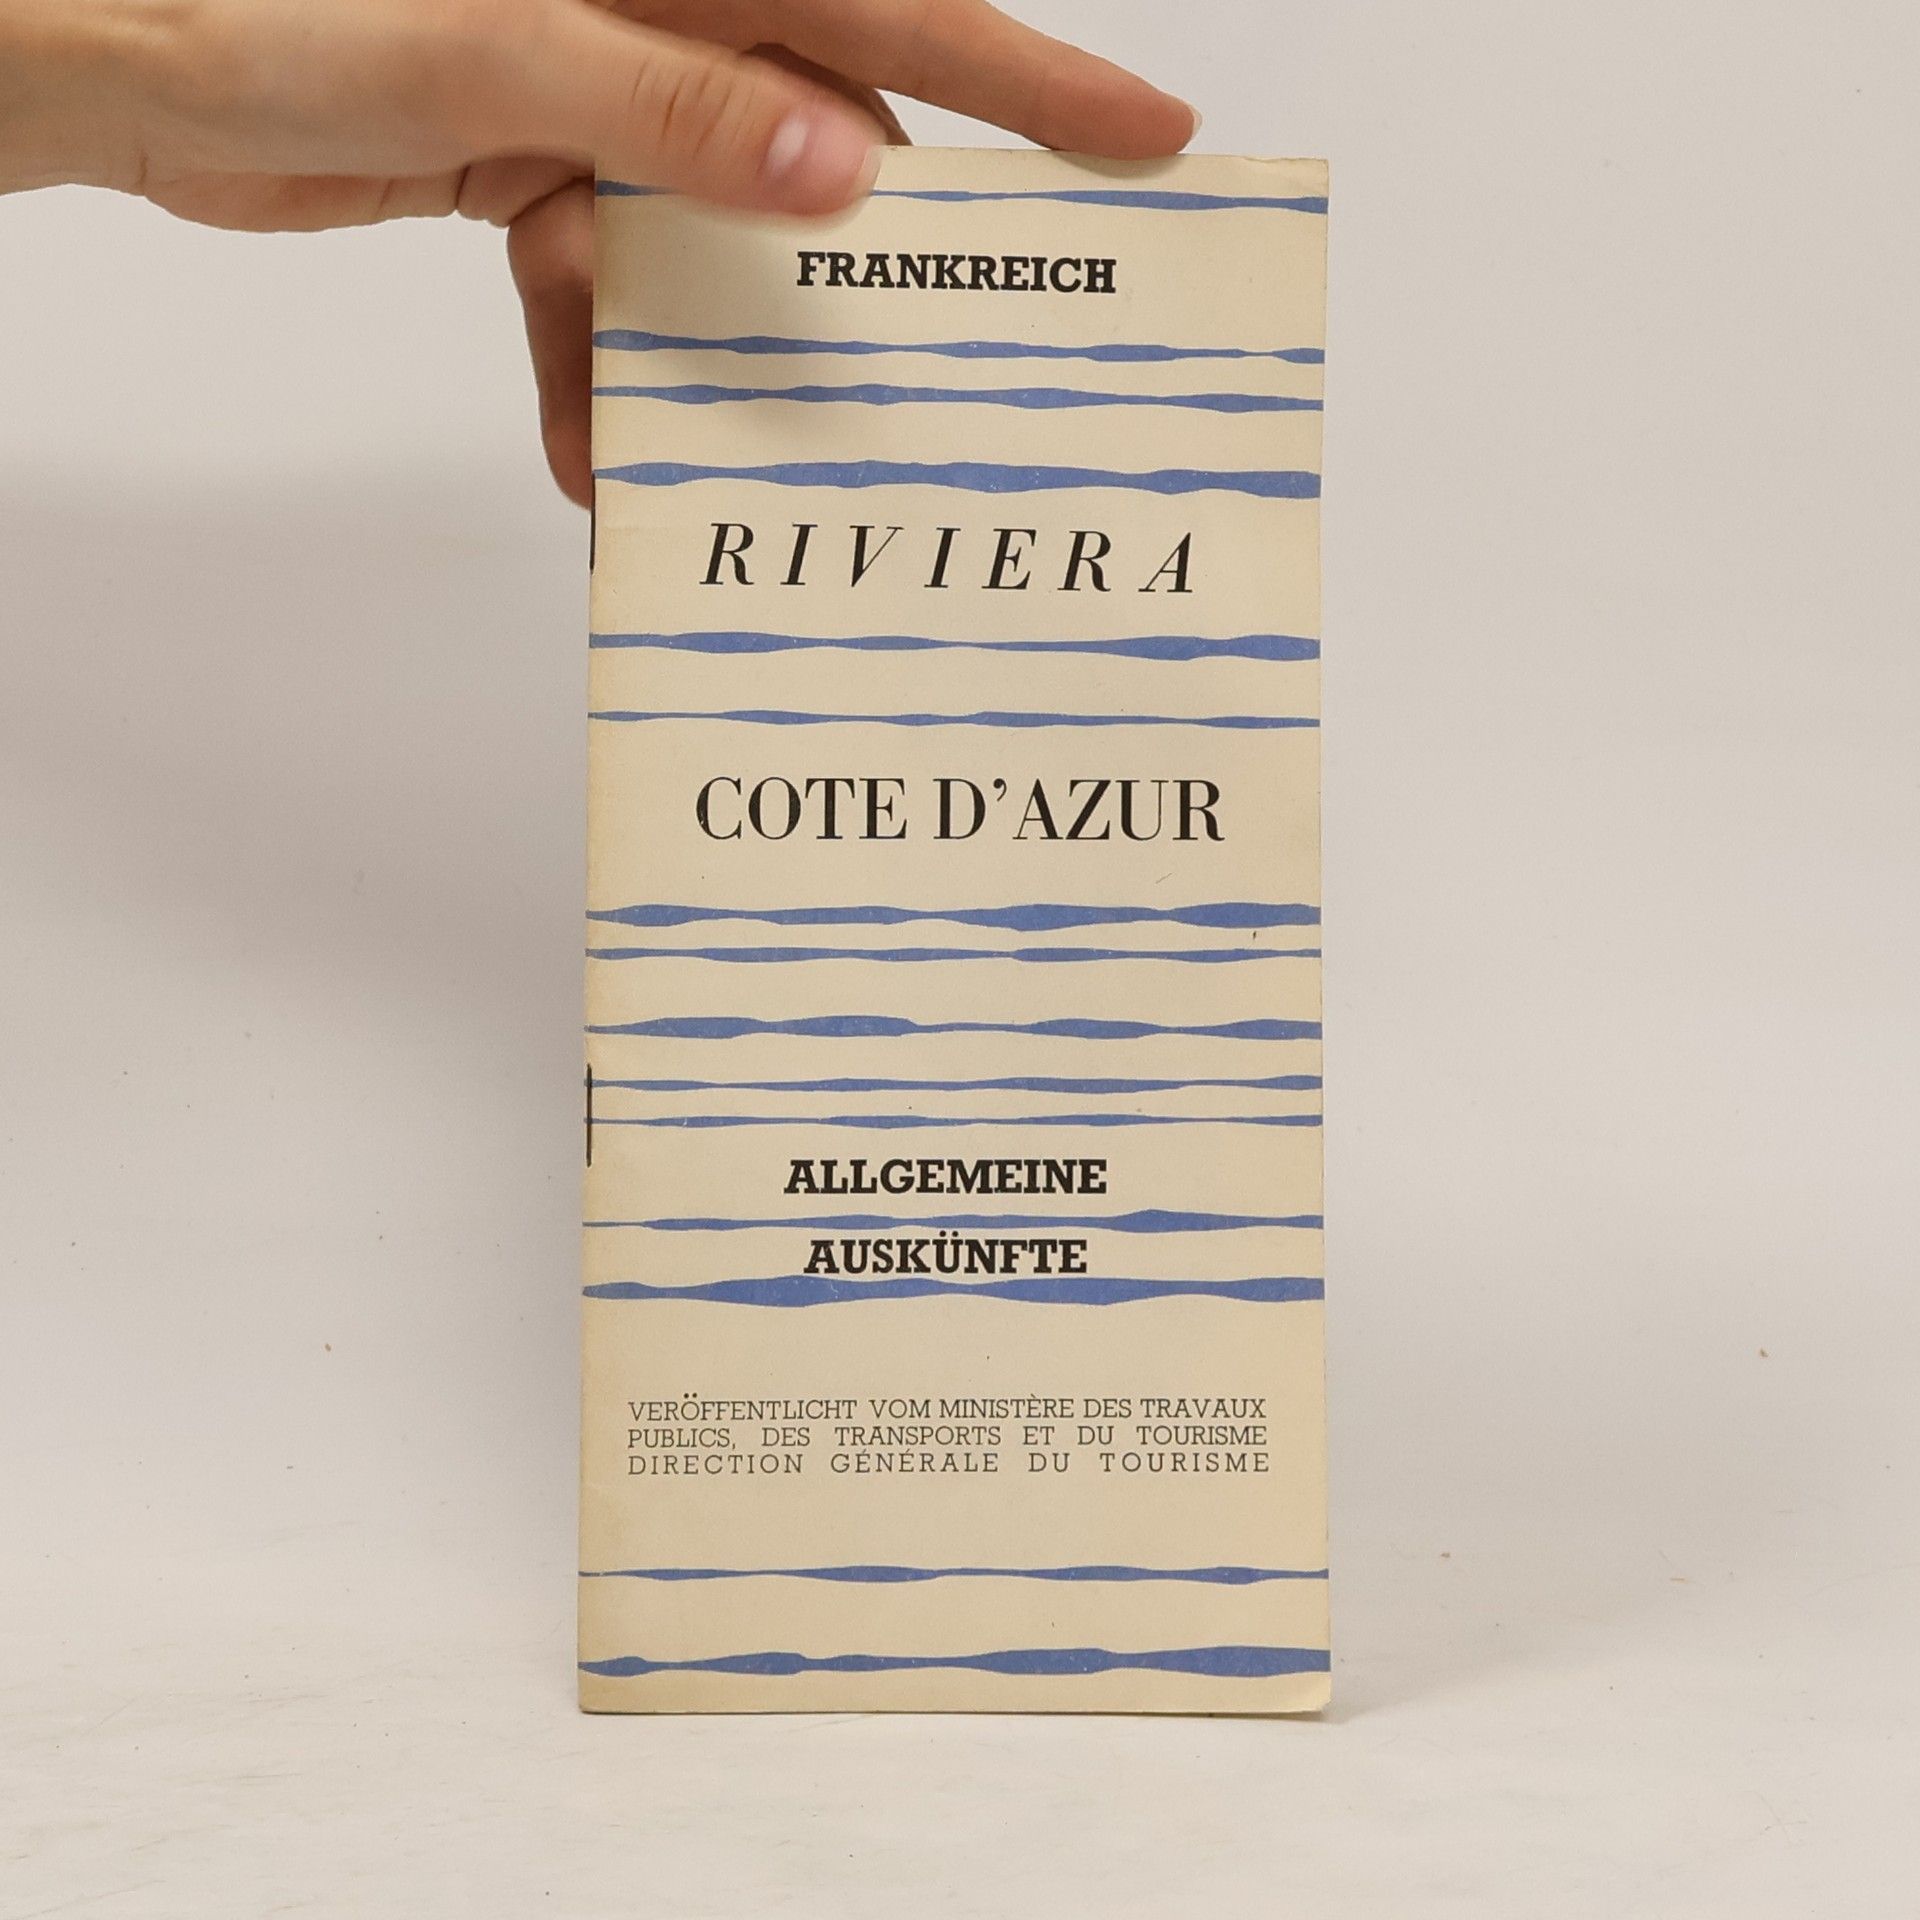 FRANKREICH
RIVIERA
COTE D'AZUR
ALLGEMEINE
AUSKÜNFTE
VERÖFFENTLICHT VOM MINISTÈRE DES TRAVAUX
PUBLICS, DES TRANSPORTS ET DU TOURISME
DIRECTION GÉNÉRALE DU TOURISME